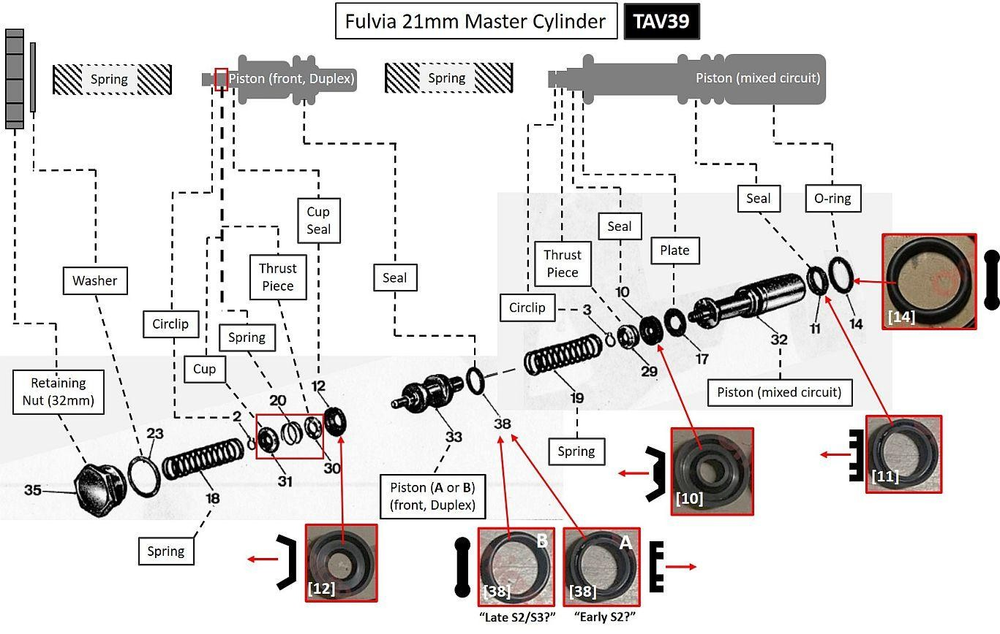 Fulvia 21mm Master Cylinder
TAV39
Spring
Piston (front, Duplex)
Spring
Piston (mixed circuit)
Cup
Seal
Seal
O-ring
Seal
Thrust
Piece
Plate
Washer
Thrust
Piece
Seal
Circlip
Circlip
Spring
Cup
Retaining
Nut (32mm)
3
10
11
14
[14]
17
32
29
19
Piston (mixed circuit)
12
20
2
23
38
33
30
31
18
35
Spring
Piston (A or B)
(front, Duplex)
[10]
[11]
Spring
[12]
B
[38]
A
[38]
"Late S2/S3?"
"Early S2?"